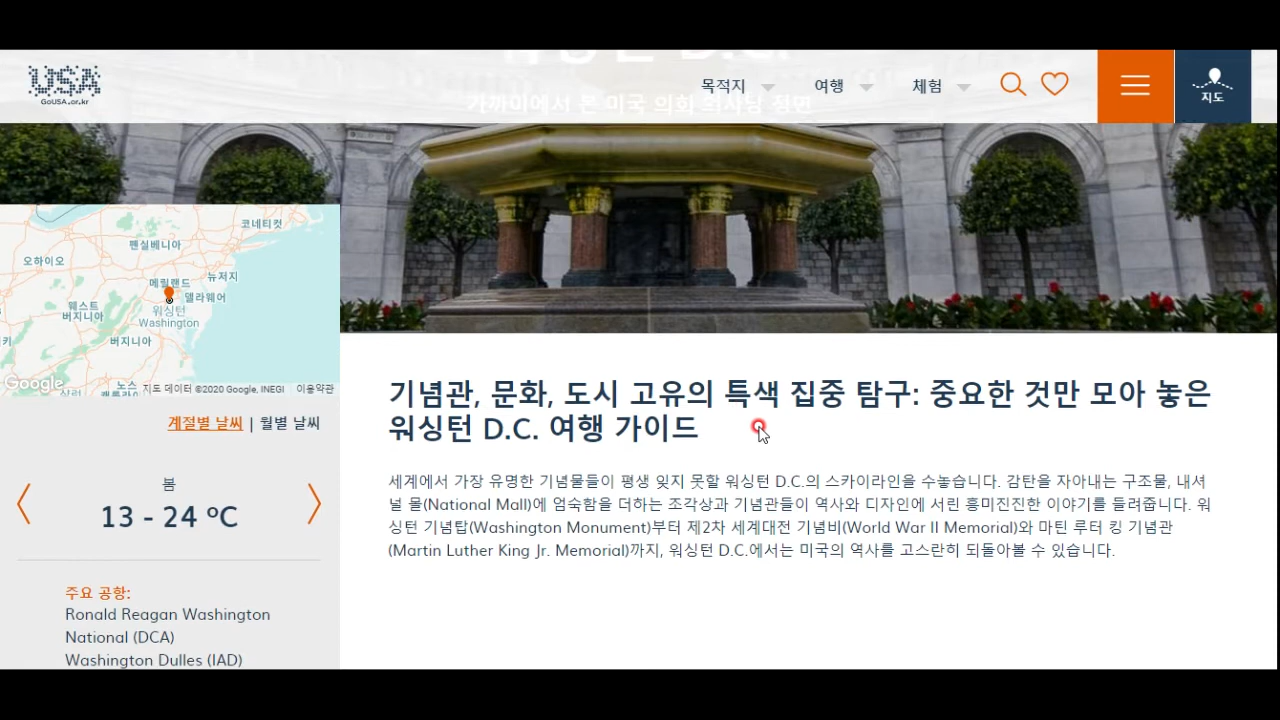 워싱턴 D.C.
USA
GoUSA.or.kr
목적지
여행
체험
지도
가까이에서 본 미국 의회 의사당 정면
코네티컷
펜실베니아
오하이오
뉴저지
메릴랜드
델라웨어
웨스트
버지니아
워싱턴
Washington
버지니아
키
노스
캐롤라이나
Google
지도 데이터 ©2020 Google, INEGI
이용약관
계절별 날씨 | 월별 날씨
봄
13 - 24 ºC
주요 공항:
Ronald Reagan Washington
National (DCA)
Washington Dulles (IAD)
기념관, 문화, 도시 고유의 특색 집중 탐구: 중요한 것만 모아 놓은
워싱턴 D.C. 여행 가이드
세계에서 가장 유명한 기념물들이 평생 잊지 못할 워싱턴 D.C.의 스카이라인을 수놓습니다. 감탄을 자아내는 구조물, 내셔
널 몰(National Mall)에 엄숙함을 더하는 조각상과 기념관들이 역사와 디자인에 서린 흥미진진한 이야기를 들려줍니다. 워
싱턴 기념탑(Washington Monument)부터 제2차 세계대전 기념비(World War II Memorial)와 마틴 루터 킹 기념관
(Martin Luther King Jr. Memorial)까지, 워싱턴 D.C.에서는 미국의 역사를 고스란히 되돌아볼 수 있습니다.